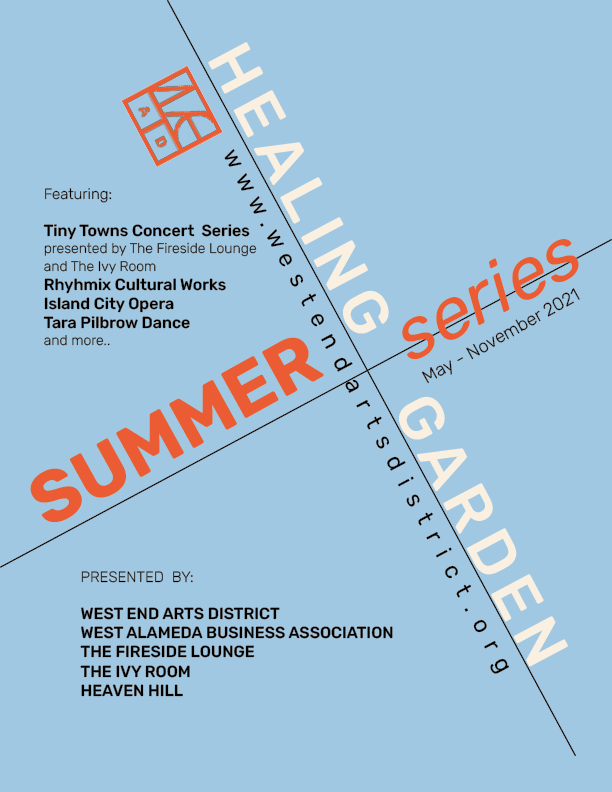 HEALING GARDEN
www.westendartsdistrict.org
A
D
SUMMER series
May - November 2021
Featuring:
Tiny Towns Concert Series
presented by The Fireside Lounge
and The Ivy Room
Rhyhmix Cultural Works
Island City Opera
Tara Pilbrow Dance
and more..
PRESENTED BY:
WEST END ARTS DISTRICT
WEST ALAMEDA BUSINESS ASSOCIATION
THE FIRESIDE LOUNGE
THE IVY ROOM
HEAVEN HILL